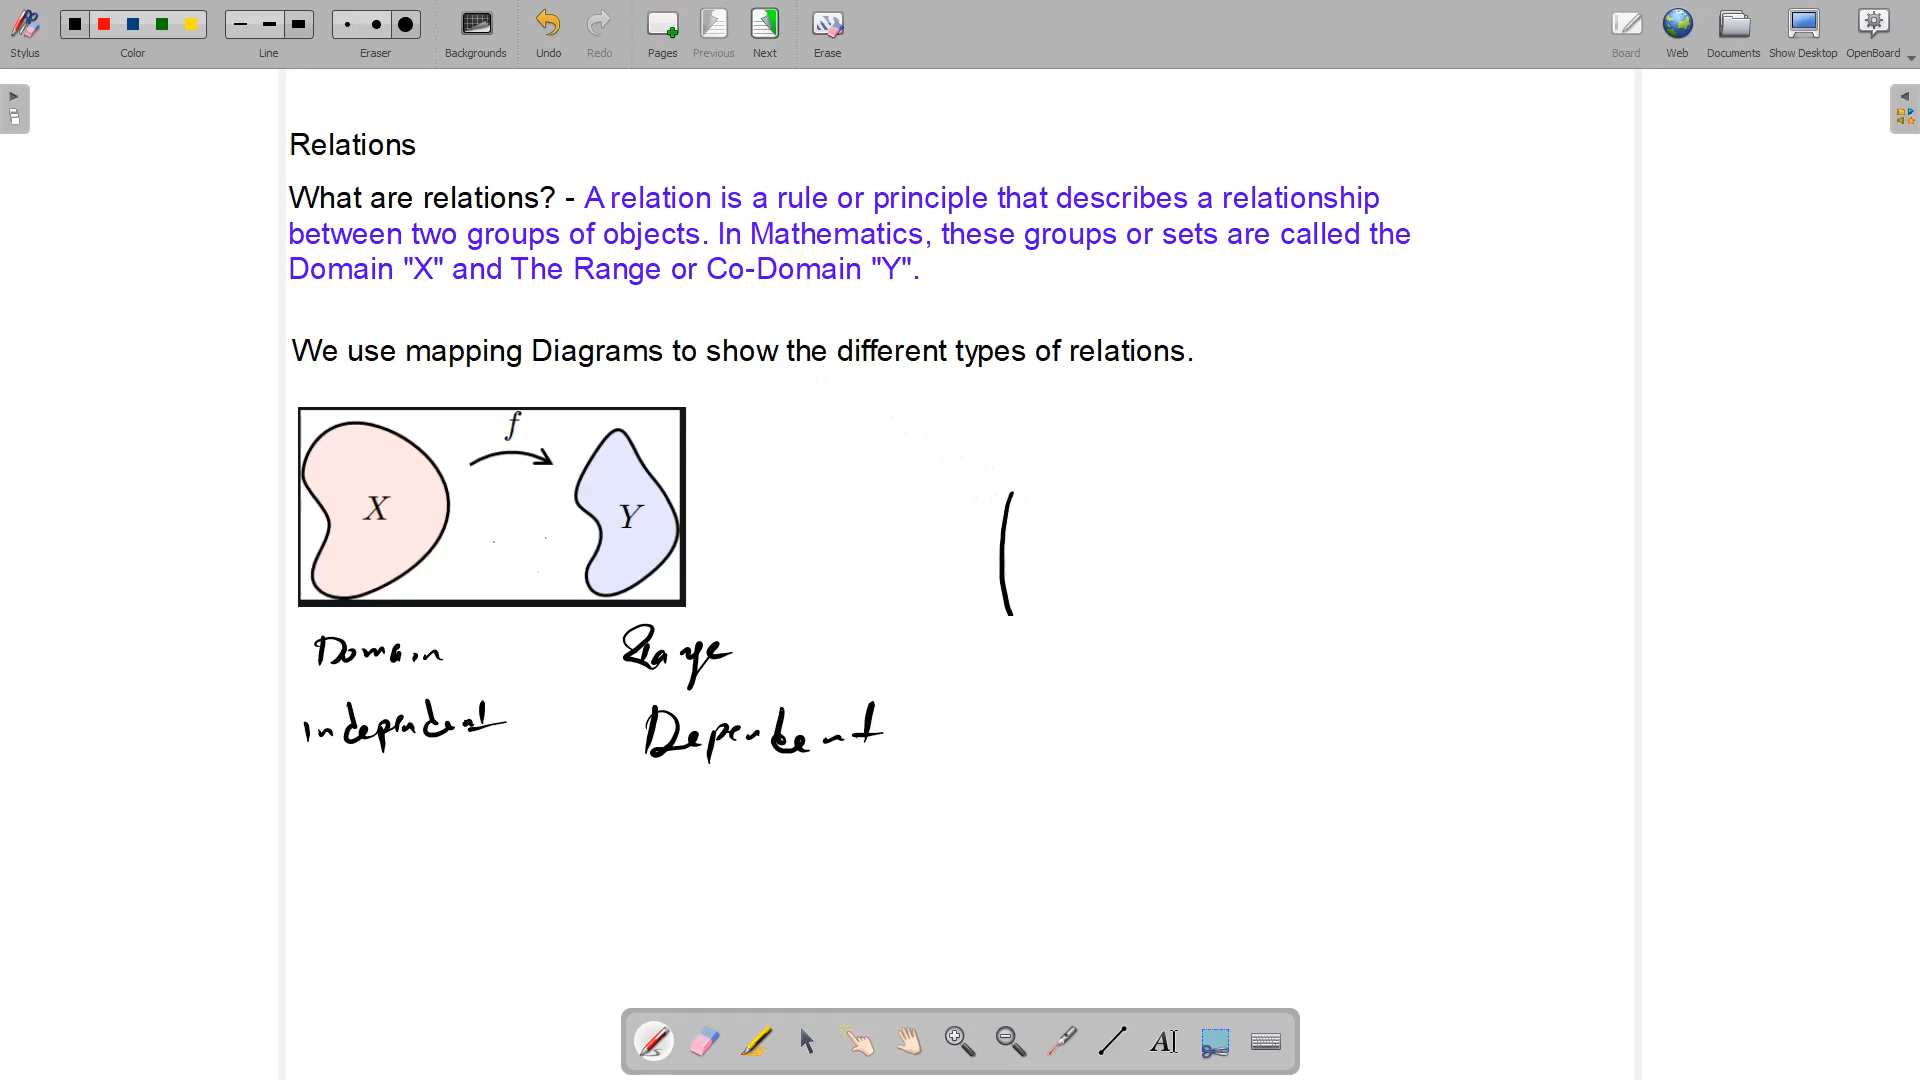 Stylus
Color
Line
Eraser
Backgrounds
Undo
Redo
Pages
Previous
Next
Erase
Board
Web
Documents
Show Desktop
OpenBoard
Relations
What are relations? - A relation is a rule or principle that describes a relationship
between two groups of objects. In Mathematics, these groups or sets are called the
Domain "X" and The Range or Co-Domain "Y".
We use mapping Diagrams to show the different types of relations.
f
X
Y
Domain Range
independent Dependent
(
AI